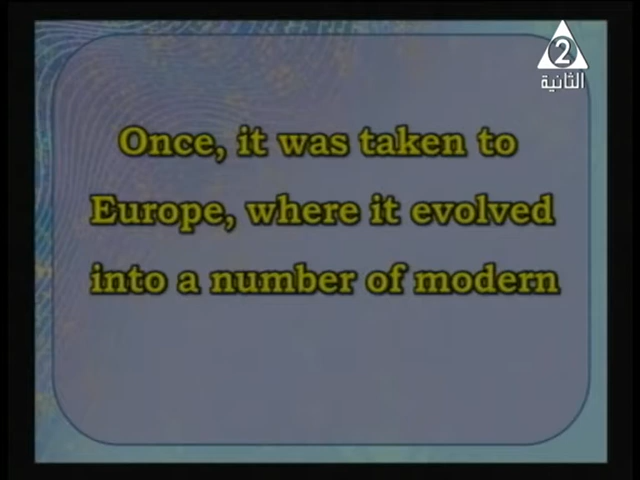 2
الثانية
Once, it was taken to
Europe, where it evolved
into a number of modern